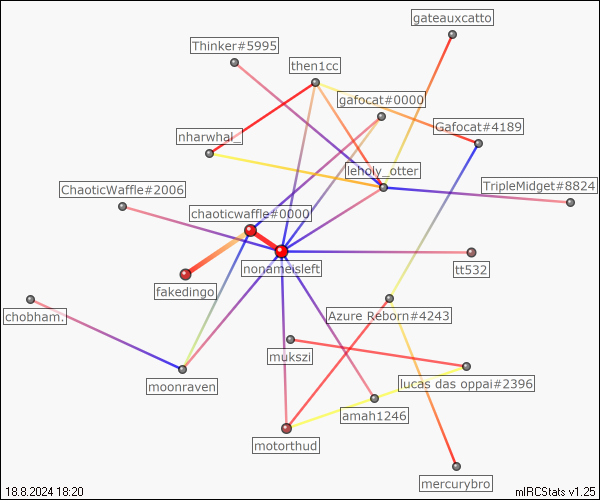 gateauxcatto
Thinker#5995
then1cc
gafocat#0000
Gafocat#4189
nharwhal_
leholy_otter
ChaoticWaffle#2006
TripleMidget#8824
chaoticwaffle#0000
nonameisleft
tt532
fakedingo
chobham.
Azure Reborn#4243
mukszi
moonraven
lucas das oppai#2396
amah1246
motorthud
mercurybro
18.8.2024 18:20
mIRCStats v1.25